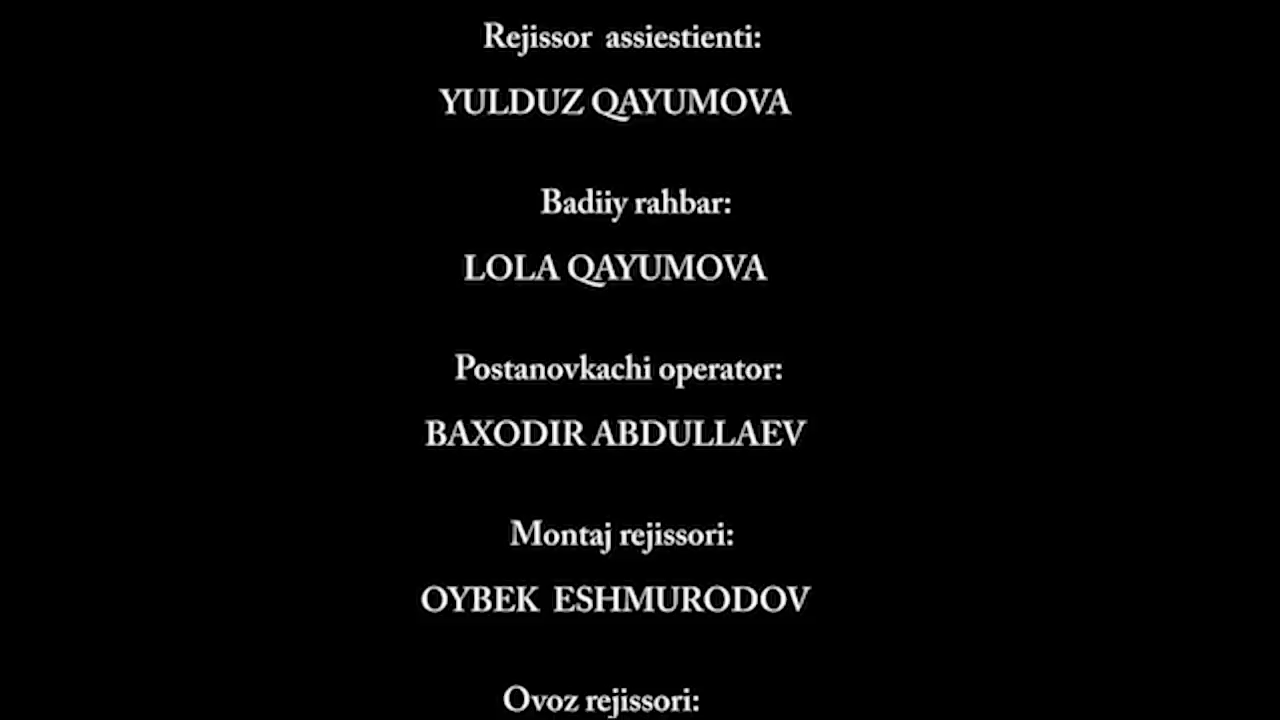 Rejissor assiestienti:
YULDUZ QAYUMOVA
Badiiy rahbar:
LOLA QAYUMOVA
Postanovkachi operator:
BAXODIR ABDULLAEV
Montaj rejissori:
OYBEK ESHMURODOV
Ovoz rejissori: